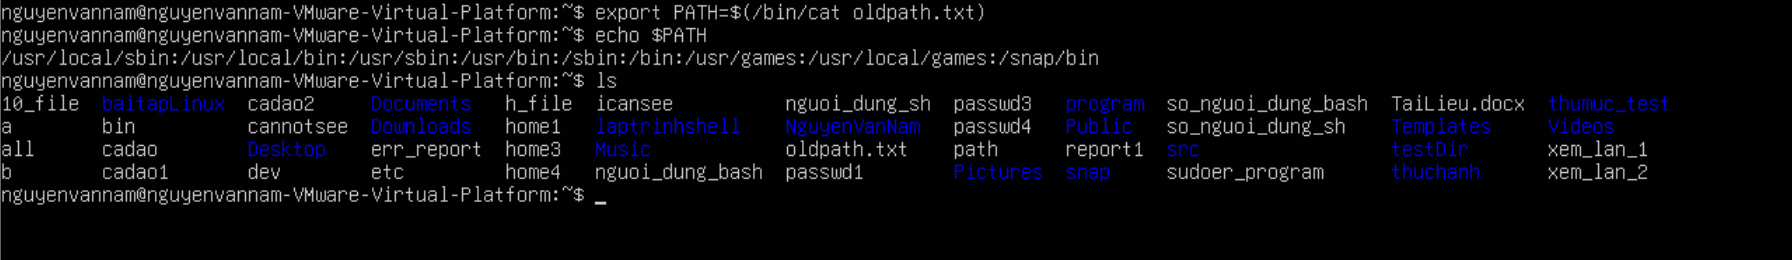 nguyenvannam@nguyenvannam-VMware-Virtual-Platform:~$ export PATH=$(/bin/cat oldpath.txt)
nguyenvannam@nguyenvannam-VMware-Virtual-Platform:~$ echo $PATH
/usr/local/sbin:/usr/local/bin:/usr/sbin:/usr/bin:/sbin:/bin:/usr/games:/usr/local/games:/snap/bin
nguyenvannam@nguyenvannam-VMware-Virtual-Platform:~$ ls
10_file baitapLinux cadao2 Documents h_file icansee nguoi_dung_sh passwd3 program so_nguoi_dung_bash TaiLieu.docx thumuc_test
a bin cannotsee Downloads home1 laptrinhshell NguyenVanNam passwd4 Public so_nguoi_dung_sh Templates Videos
all cadao Desktop err_report home3 Music oldpath.txt path report1 src testDir xem_lan_1
b cadao1 dev etc home4 nguoi_dung_bash passwd1 Pictures snap sudoer_program thuchanh xem_lan_2
nguyenvannam@nguyenvannam-VMware-Virtual-Platform:~$ _